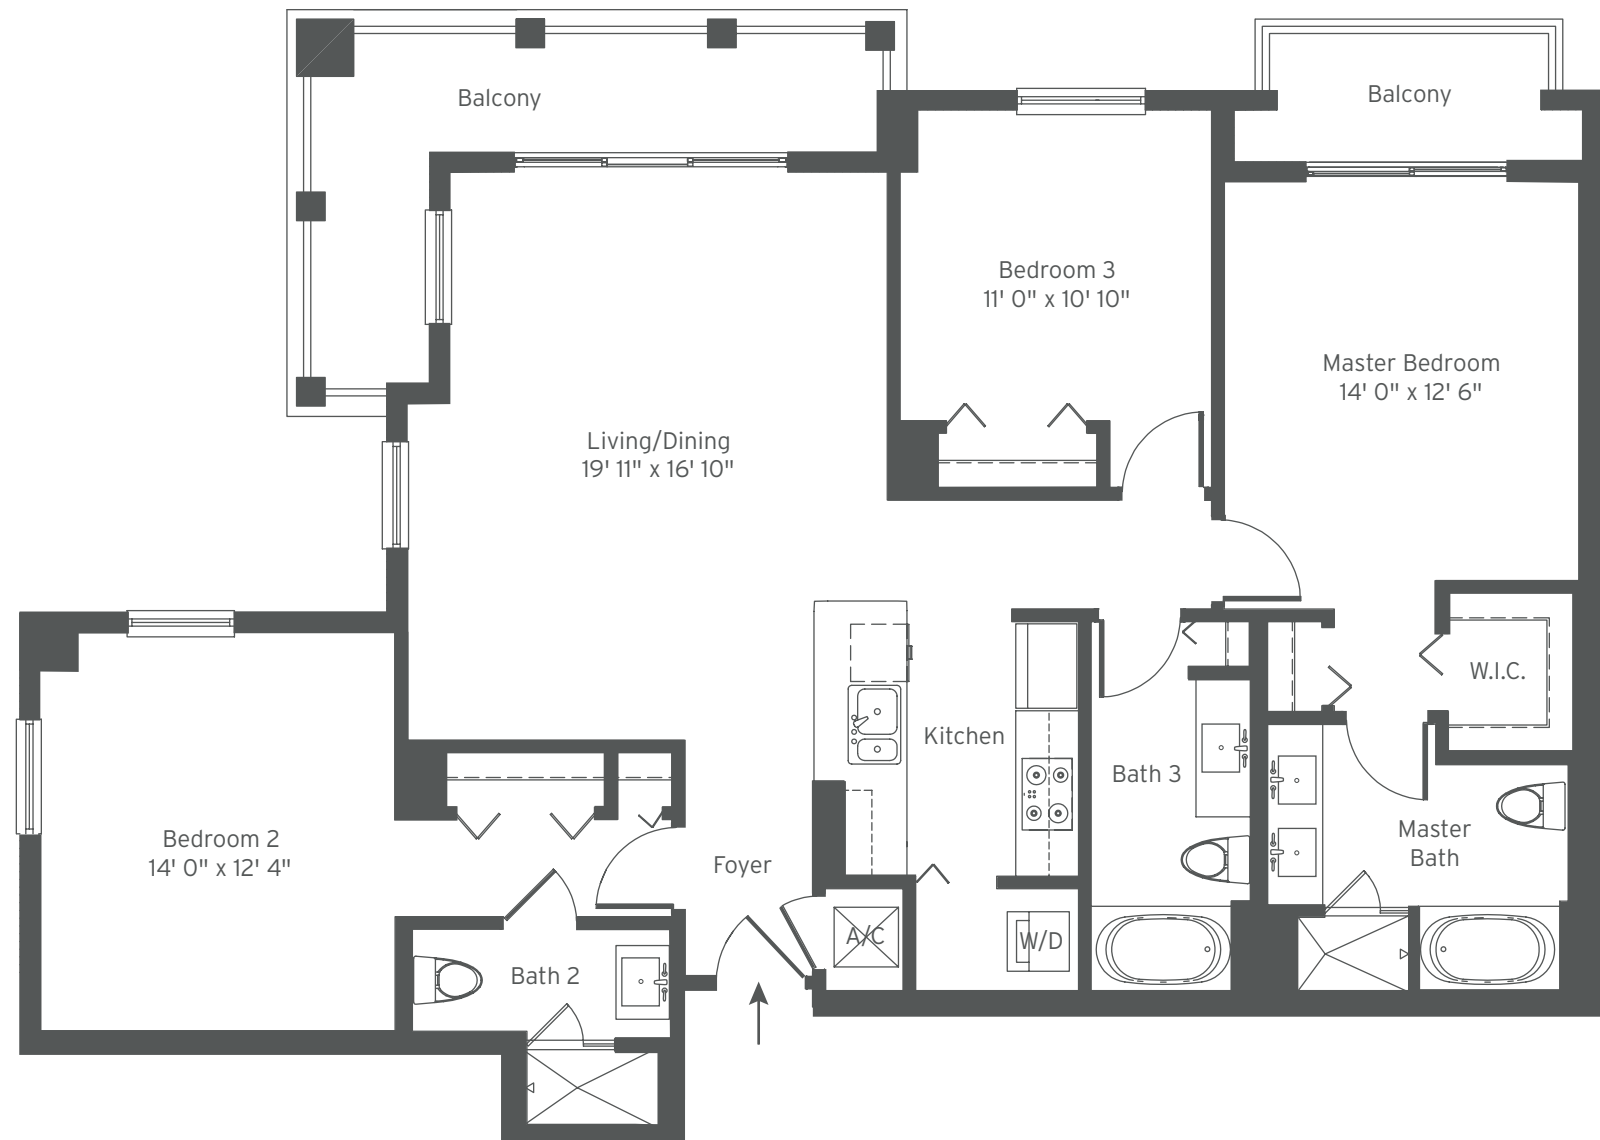 Balcony
Balcony
Bedroom 3
11' 0" x 10' 10"
Master Bedroom
14' 0" x 12' 6"
Living/Dining
19' 11" x 16' 10"
W.I.C.
Kitchen
Bath 3
Master
Bath
Bedroom 2
14' 0" x 12' 4"
Foyer
A/C
W/D
Bath 2